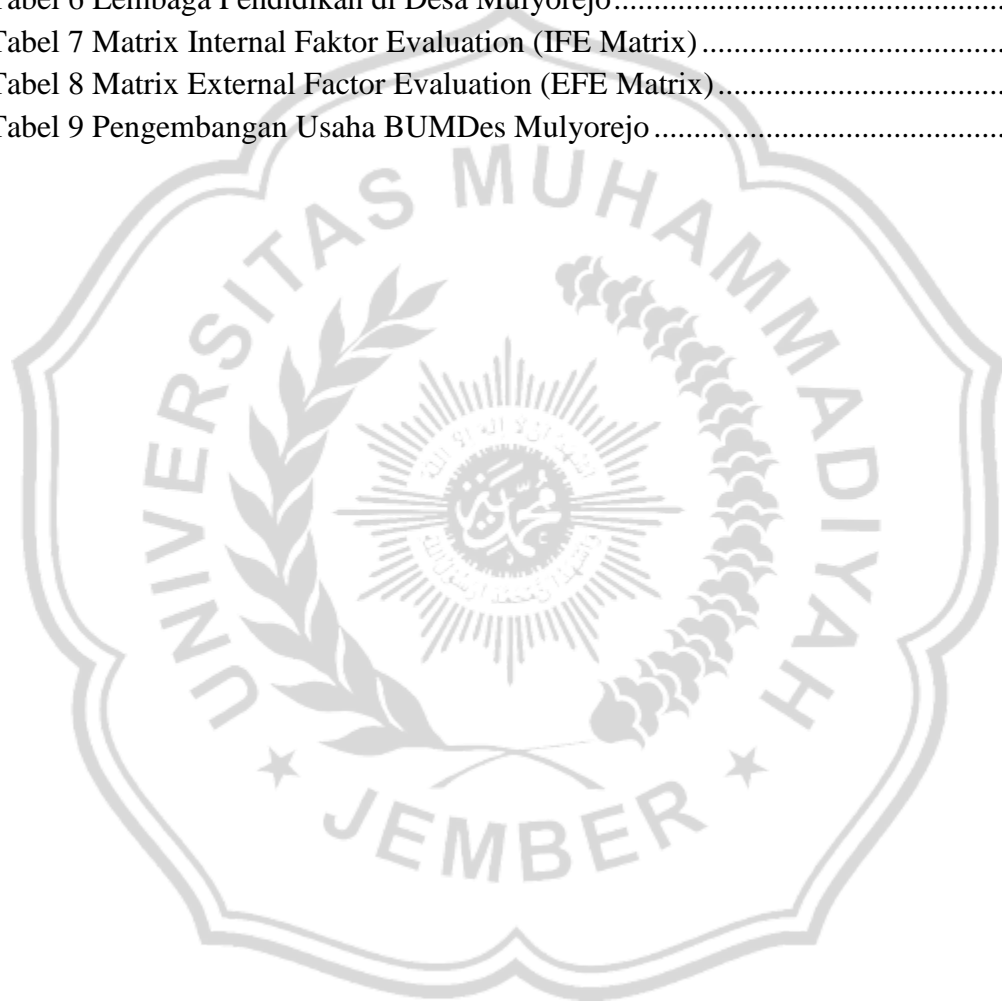 Tabel 6 Lembaga Pendidikan di Desa Mulyorejo....................................................
Tabel 7 Matrix Internal Faktor Evaluation (IFE Matrix)........................................
Tabel 8 Matrix External Factor Evaluation (EFE Matrix)......................................
Tabel 9 Pengembangan Usaha BUMDes Mulyorejo..............................................
UNIVERSITAS MUHAMMADIYAH
JEMBER